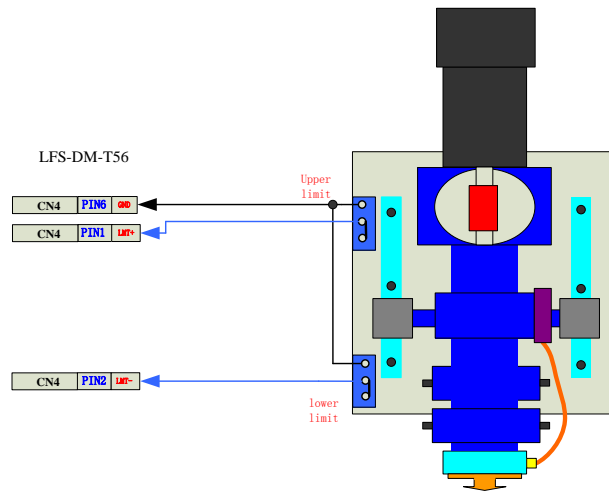 LFS-DM-T56
Upper
limit
CN4 PIN6 GND
CN4 PIN1 LMT+
CN4 PIN2 LMT-
lower
limit